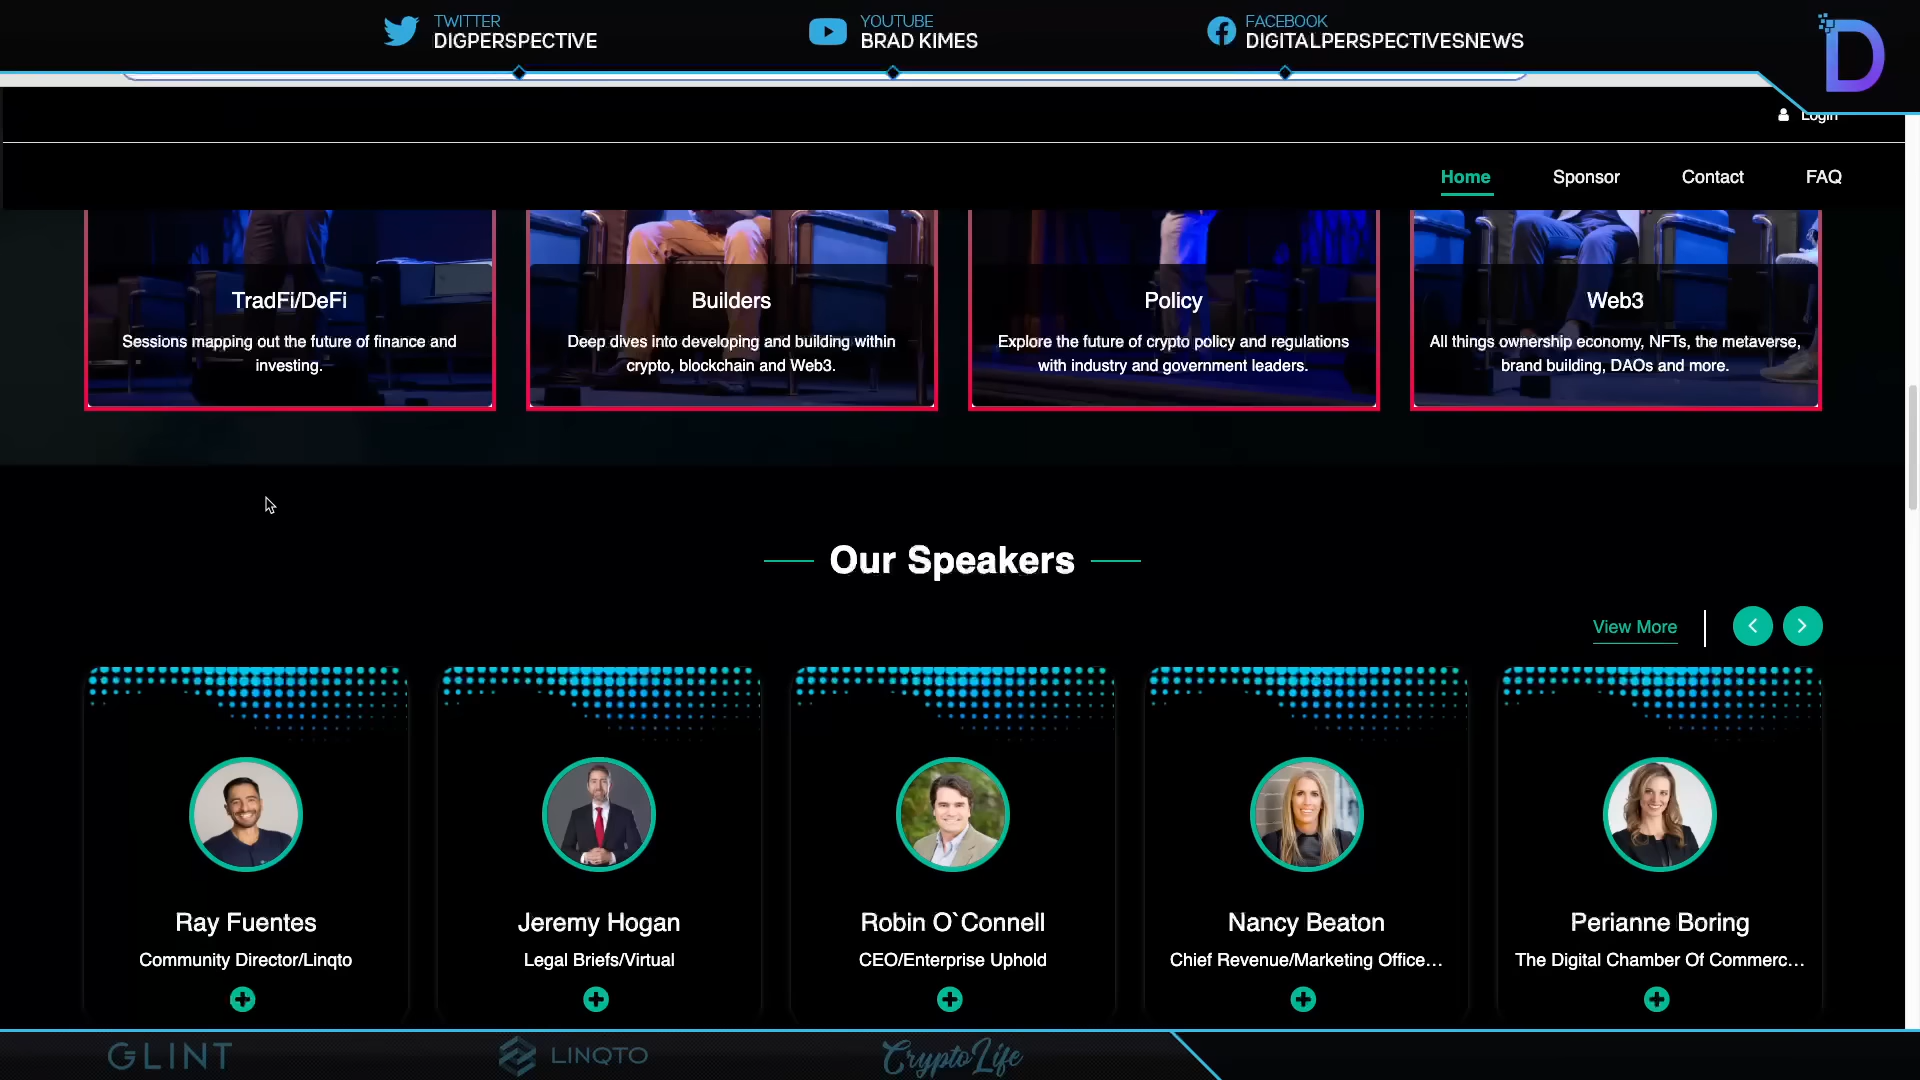 TWITTER
DIGPERSPECTIVE
YOUTUBE
BRAD KIMES
FACEBOOK
DIGITALPERSPECTIVESNEWS
D
Login
Home
Sponsor
Contact
FAQ
TradFi/DeFi
Sessions mapping out the future of finance and
investing.
Builders
Deep dives into developing and building within
crypto, blockchain and Web3.
Policy
Explore the future of crypto policy and regulations
with industry and government leaders.
Web3
All things ownership economy, NFTs, the metaverse,
brand building, DAOs and more.
Our Speakers
View More
Ray Fuentes
Community Director/Linqto
Jeremy Hogan
Legal Briefs/Virtual
Robin O`Connell
CEO/Enterprise Uphold
Nancy Beaton
Chief Revenue/Marketing Office...
Perianne Boring
The Digital Chamber Of Commerc...
GLINT
LINQTO
CryptoLife